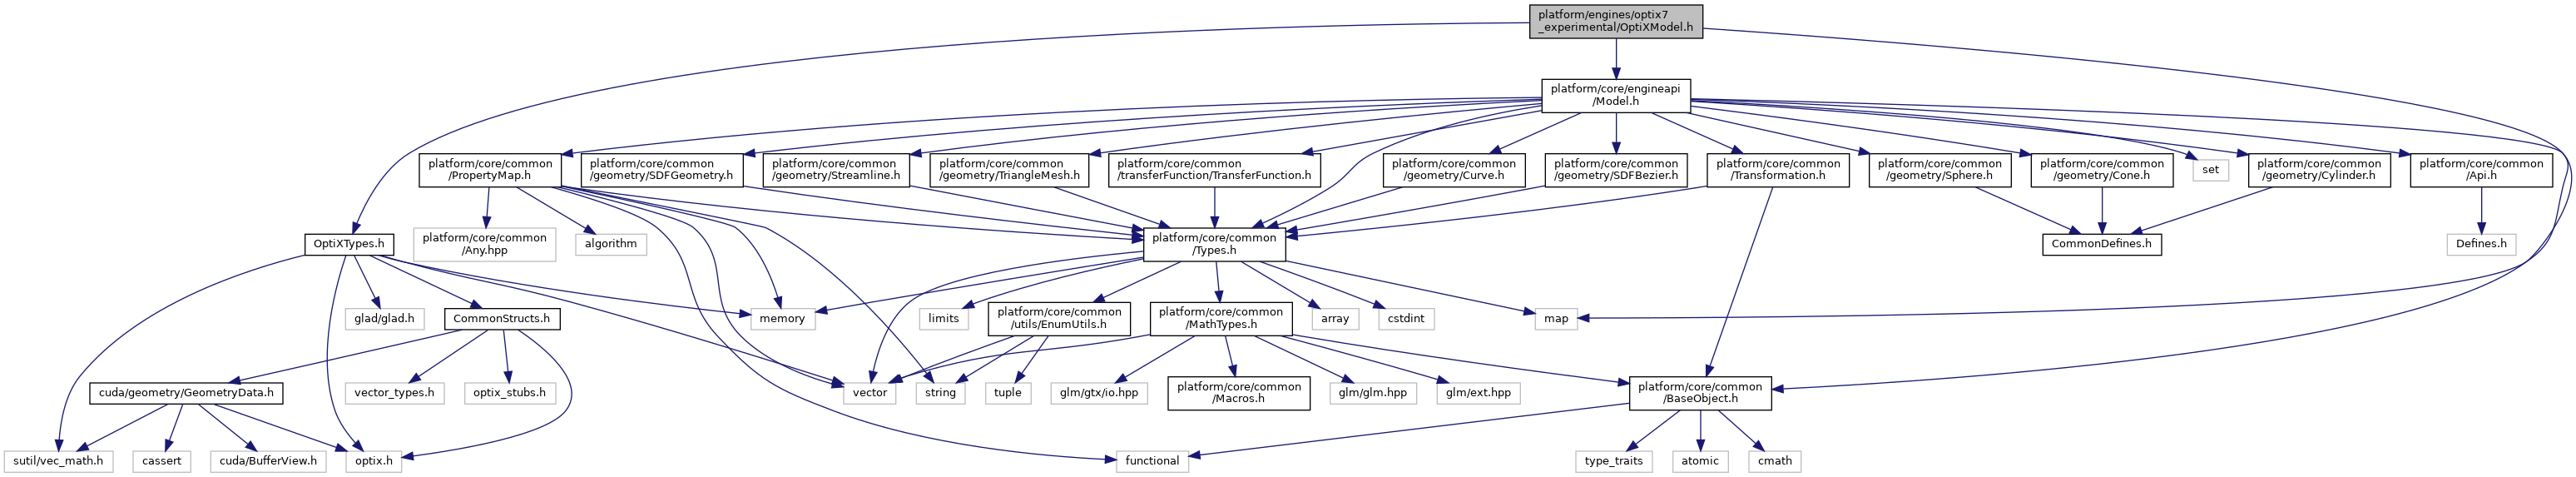 platform/engines/optix7
_experimental/OptiXModel.h
platform/core/engineapi
/Model.h
platform/core/common
/PropertyMap.h
platform/core/common
/geometry/SDFGeometry.h
platform/core/common
/geometry/Streamline.h
platform/core/common
/geometry/TriangleMesh.h
platform/core/common
/transferFunction/TransferFunction.h
platform/core/common
/geometry/Curve.h
platform/core/common
/geometry/SDFBezier.h
platform/core/common
/Transformation.h
platform/core/common
/geometry/Sphere.h
platform/core/common
/geometry/Cone.h
set
platform/core/common
/geometry/Cylinder.h
platform/core/common
/Api.h
OptiXTypes.h
platform/core/common
/Any.hpp
algorithm
platform/core/common
/Types.h
CommonDefines.h
Defines.h
glad/glad.h
CommonStructs.h
memory
limits
platform/core/common
/utils/EnumUtils.h
platform/core/common
/MathTypes.h
array
cstdint
map
cuda/geometry/GeometryData.h
vector_types.h
optix_stubs.h
vector
string
tuple
glm/gtx/io.hpp
platform/core/common
/Macros.h
glm/glm.hpp
glm/ext.hpp
platform/core/common
/BaseObject.h
sutil/vec_math.h
cassert
cuda/BufferView.h
optix.h
functional
type_traits
atomic
cmath